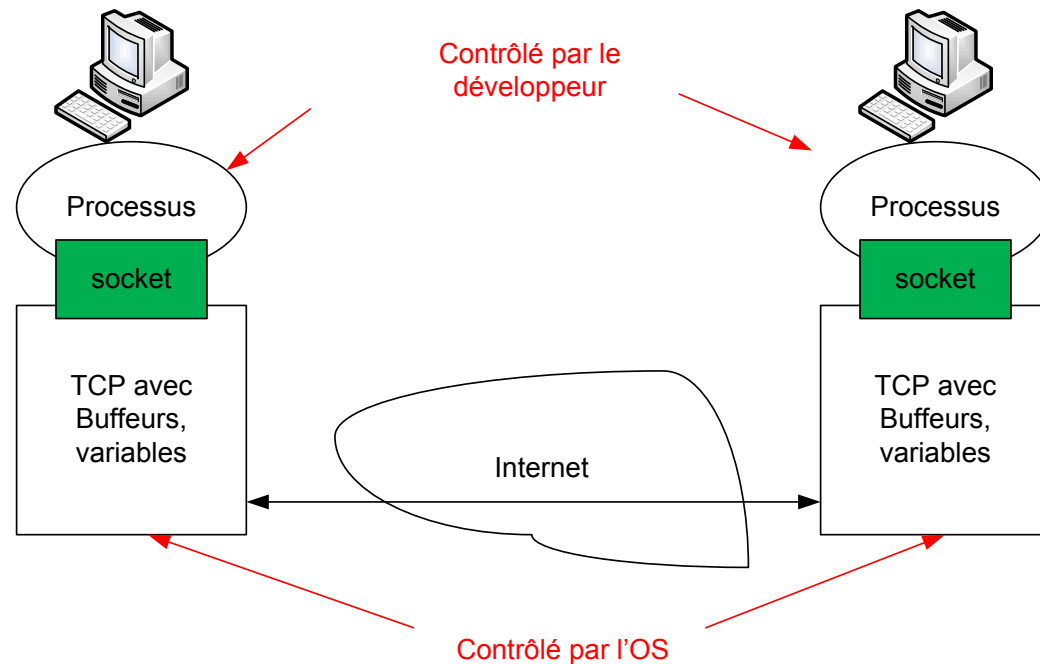 Contrôlé par le
développeur
Processus
Processus
socket
socket
TCP avec
Buffeurs,
variables
TCP avec
Buffeurs,
variables
Internet
Contrôlé par l’OS